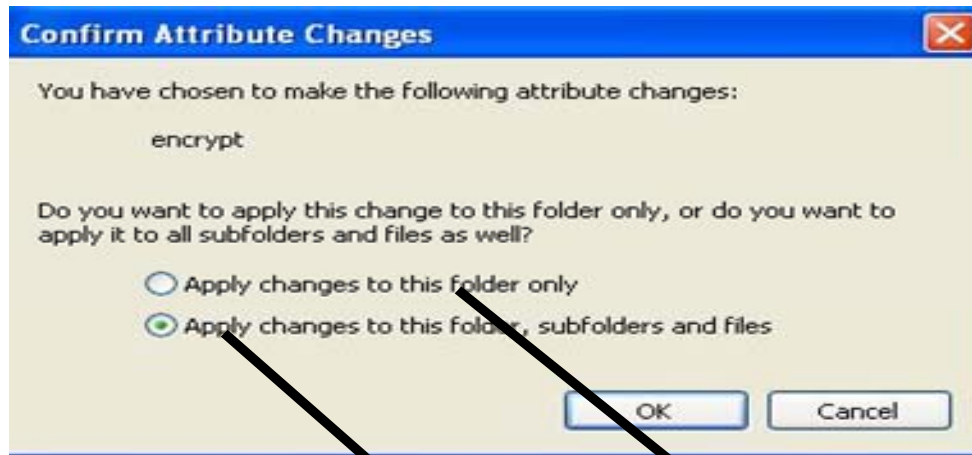 Confirm Attribute Changes
You have chosen to make the following attribute changes:
encrypt
Do you want to apply this change to this folder only, or do you want to
apply it to all subfolders and files as well?
Apply changes to this folder only
Apply changes to this folder, subfolders and files
OK Cancel